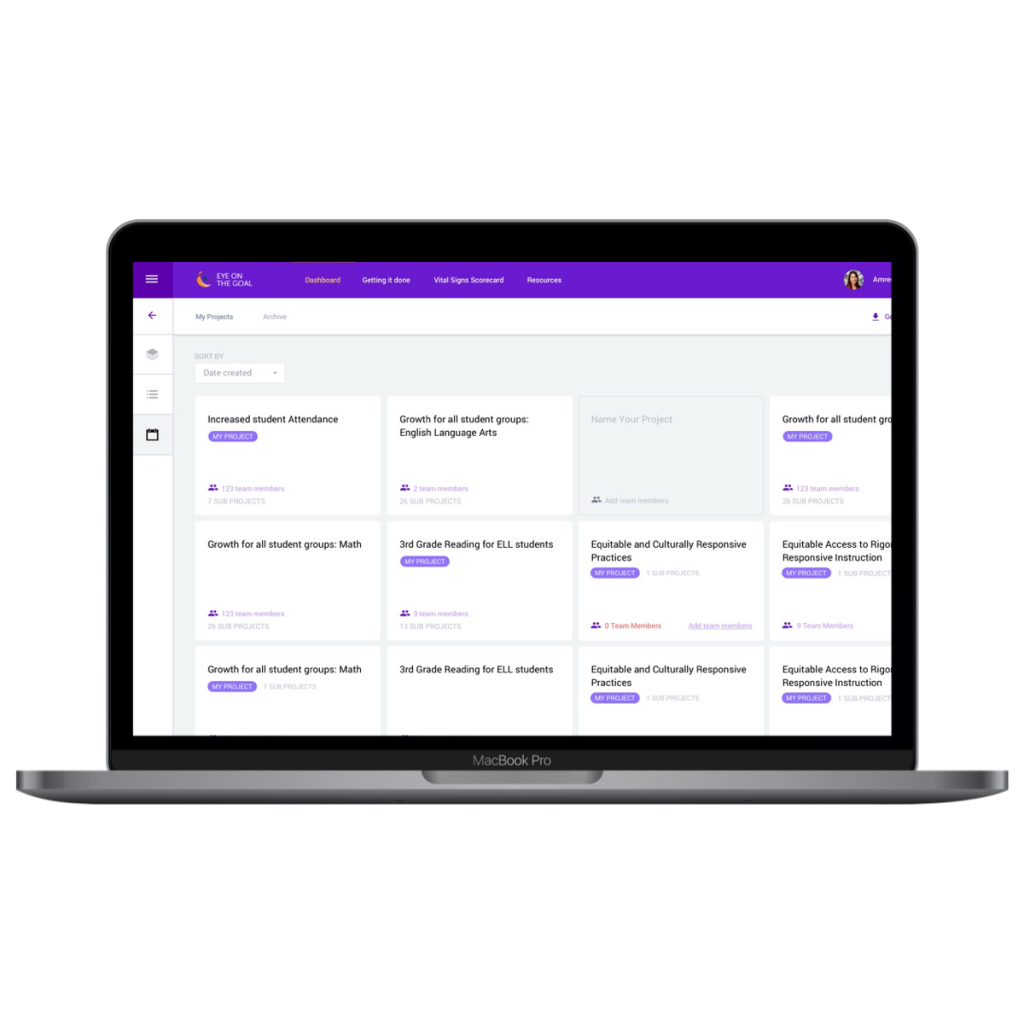 EYE ON
THE GOAL
Dashboard
Getting it done
Vital Signs Scorecard
Resources
My Projects
Archive
SORT BY
Date created
Increased student Attendance
MY PROJECT
123 team members
7 SUB PROJECTS
Growth for all student groups:
English Language Arts
2 team members
26 SUB PROJECTS
Name Your Project
Add team members
Growth for all student
MY PROJECT
123 team members
26 SUB PROJECTS
Growth for all student groups: Math
123 team members
26 SUB PROJECTS
3rd Grade Reading for ELL students
MY PROJECT
9 team members
13 SUB PROJECTS
Equitable and Culturally Responsive
Practices
MY PROJECT 1 SUB PROJECTS
0 Team Members Add team members
Equitable Access to
Responsive Instruction
MY PROJECT 1 SUB
9 Team Members
Growth for all student groups: Math
MY PROJECT 1 SUB PROJECTS
3rd Grade Reading for ELL students
Equitable and Culturally Responsive
Practices
MY PROJECT 1 SUB PROJECTS
Equitable Access to
Responsive Instruction
MY PROJECT 1 SUB
MacBook Pro